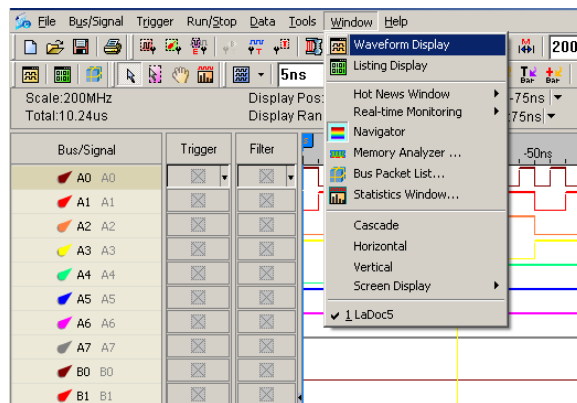 File Bus/Signal Trigger Run/Stop Data Tools Window Help
Waveform Display
Listing Display
Hot News Window
Real-time Monitoring
Navigator
Memory Analyzer ...
Bus Packet List...
Statistics Window...
Cascade
Horizontal
Vertical
Screen Display
1 LaDoc5
200
5ns
Bar Bar
Scale:200MHz Display Pos: -75ns
Total:10.24us Display Ran :75ns
Bus/Signal Trigger Filter -50ns
A0 A0
A1 A1
A2 A2
A3 A3
A4 A4
A5 A5
A6 A6
A7 A7
B0 B0
B1 B1